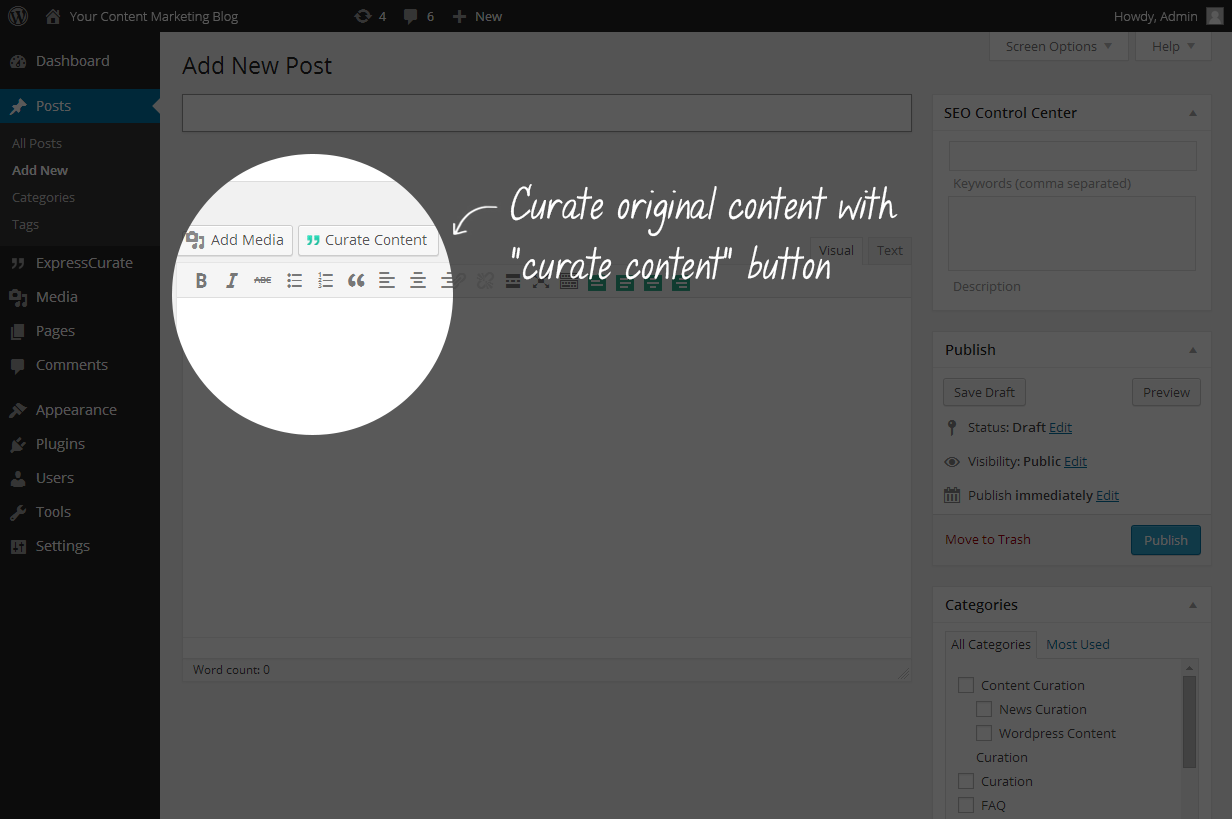 Your Content Marketing Blog 4 6 New Howdy, Admin
Dashboard
Posts
All Posts
Add New
Categories
Tags
ExpressCurate
Media
Pages
Comments
Appearance
Plugins
Users
Tools
Settings
Screen Options Help
Add New Post
Curate original content with
"curate content" button
Add Media Curate Content
Visual Text
B I ABC
Word count: 0
SEO Control Center
Keywords (comma separated)
Description
Publish
Save Draft Preview
Status: Draft Edit
Visibility: Public Edit
Publish immediately Edit
Move to Trash Publish
Categories
All Categories Most Used
Content Curation
News Curation
Wordpress Content
Curation
Curation
FAQ